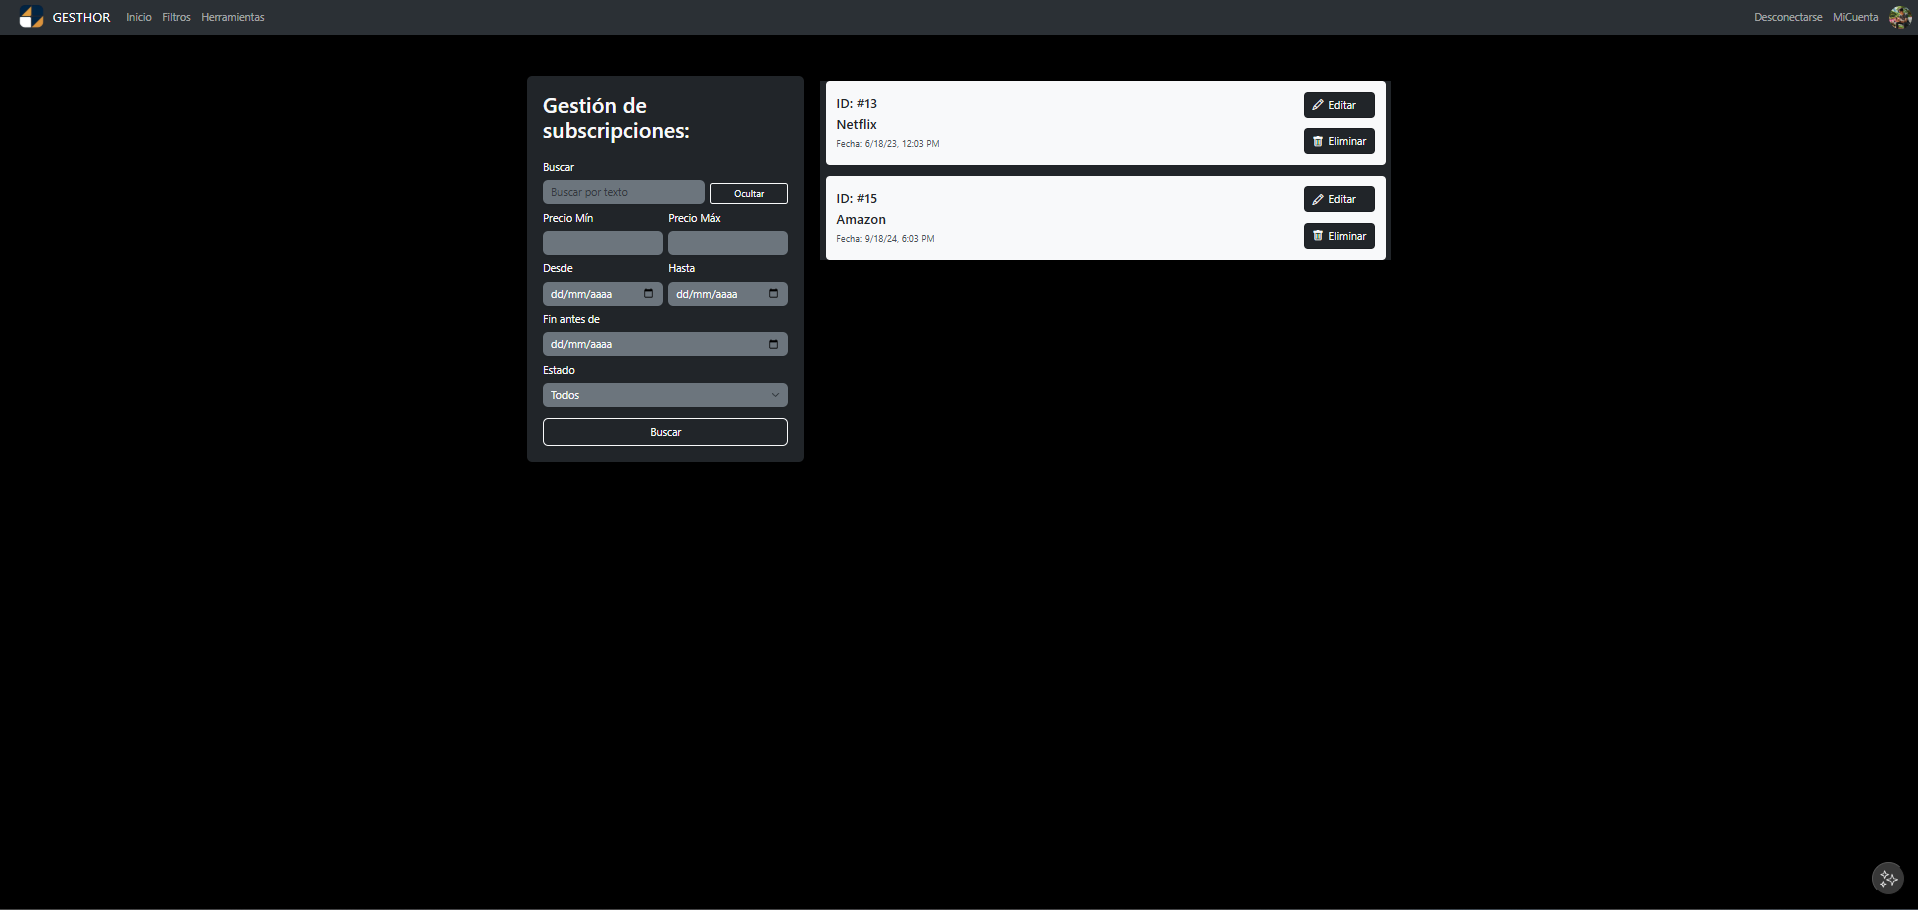 GESTHOR Inicio Filtros Herramientas Desconectarse MiCuenta
Gestión de
subscripciones:
Buscar
Buscar por texto Ocultar
Precio Mín Precio Máx
Desde Hasta
dd/mm/aaaa dd/mm/aaaa
Fin antes de
dd/mm/aaaa
Estado
Todos
Buscar
ID: #13
Netflix
Fecha: 6/18/23, 12:03 PM
Editar
Eliminar
ID: #15
Amazon
Fecha: 9/18/24, 6:03 PM
Editar
Eliminar